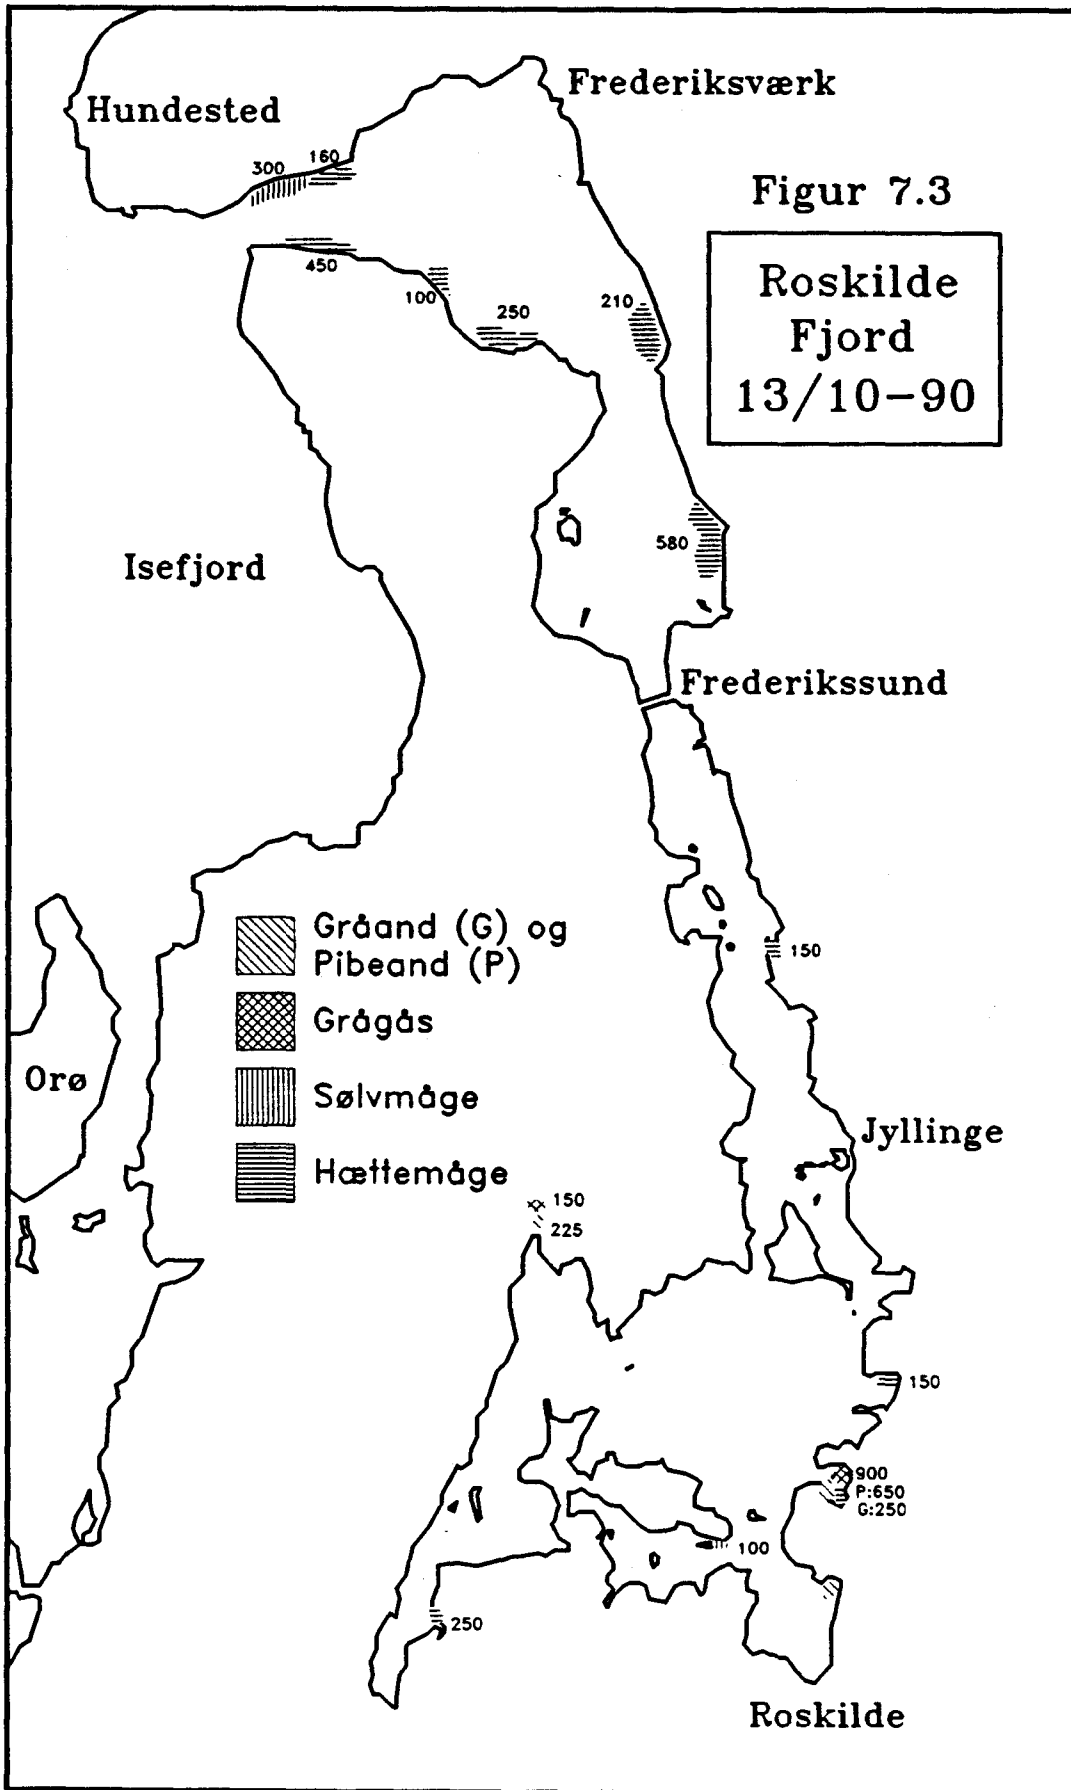 Hundested
Frederiksværk
300
160
Figur 7.3
Roskilde
Fjord
13/10-90
450
100
250
210
580
Isefjord
Frederikssund
Gråand (G) og
Pibeand (P)
Grågås
Sølvmåge
Hættemåge
150
Orø
Jyllinge
150
225
150
900
P:650
G:250
100
250
Roskilde